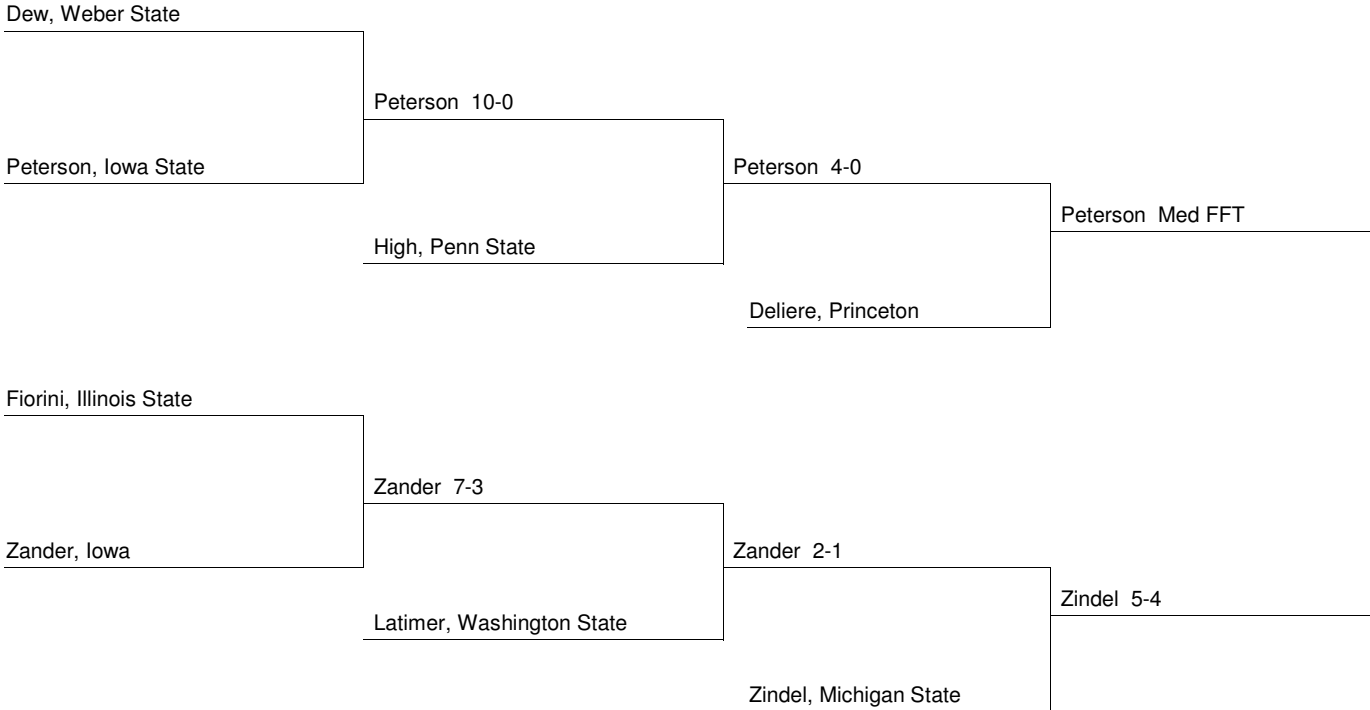 Dew, Weber State
Peterson 10-0
Peterson, Iowa State
Peterson 4-0
Peterson Med FFT
High, Penn State
Deliere, Princeton
Fiorini, Illinois State
Zander 7-3
Zander, Iowa
Zander 2-1
Zindel 5-4
Latimer, Washington State
Zindel, Michigan State